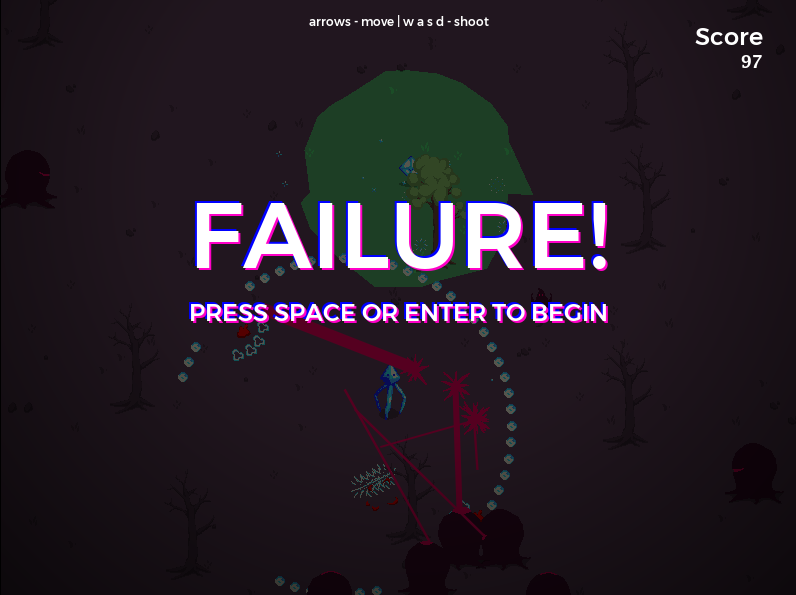 arrows - move | w a s d - shoot
Score
97
FAILURE!
PRESS SPACE OR ENTER TO BEGIN